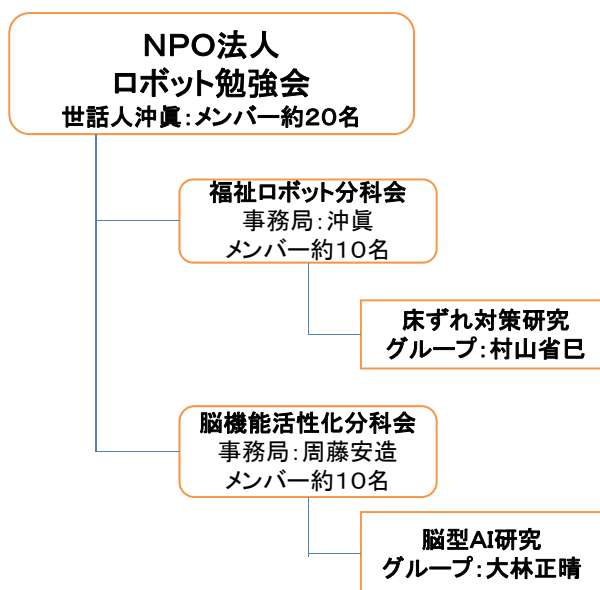 NPO法人
ロボット勉強会
世話人沖眞：メンバー約２０名
福祉ロボット分科会
事務局：沖眞
メンバー約１０名
床ずれ対策研究
グループ：村山省巳
脳機能活性化分科会
事務局：周藤安造
メンバー約１０名
脳型AI研究
グループ：大林正晴